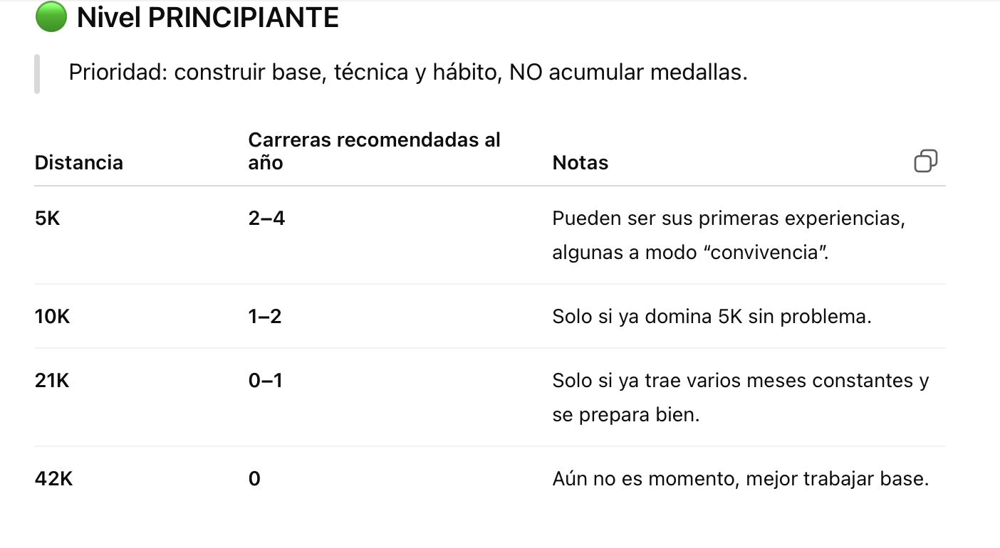 Nivel PRINCIPIANTE
Prioridad: construir base, técnica y hábito, NO acumular medallas.
Distancia
Carreras recomendadas al
año
Notas
5K
2–4
Pueden ser sus primeras experiencias,
algunas a modo “convivencia”.
10K
1–2
Solo si ya domina 5K sin problema.
21K
0–1
Solo si ya trae varios meses constantes y
se prepara bien.
42K
0
Aún no es momento, mejor trabajar base.